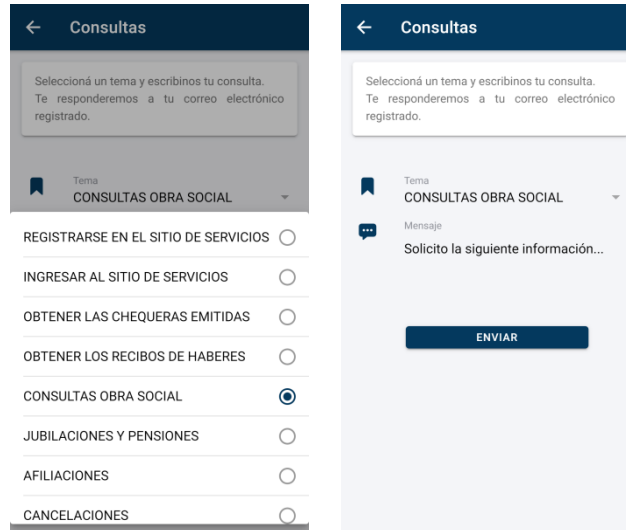 Consultas
Seleccioná un tema y escribinos tu consulta.
Te responderemos a tu correo electrónico
registrado.
Tema
CONSULTAS OBRA SOCIAL
REGISTRARSE EN EL SITIO DE SERVICIOS
INGRESAR AL SITIO DE SERVICIOS
OBTENER LAS CHEQUERAS EMITIDAS
OBTENER LOS RECIBOS DE HABERES
CONSULTAS OBRA SOCIAL
JUBILACIONES Y PENSIONES
AFILIACIONES
CANCELACIONES
Consultas
Seleccioná un tema y escribinos tu consulta.
Te responderemos a tu correo electrónico
registrado.
Tema
CONSULTAS OBRA SOCIAL
Mensaje
Solicito la siguiente información...
ENVIAR